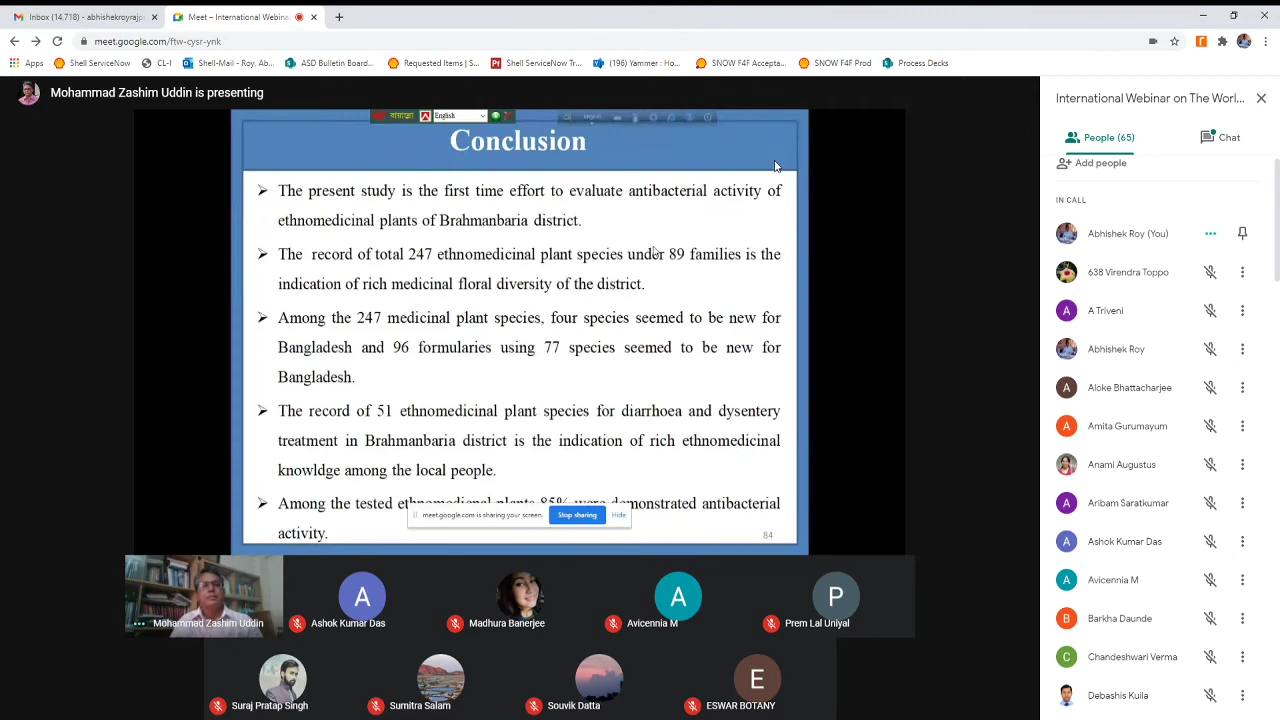 Inbox (14,718) - abhishekroyrajp
Meet – International Webina
meet.google.com/ftw-cysr-ynk
Apps
Shell ServiceNow
CL-I
Shell-Mail - Roy, Ab...
ASD Bulletin Board...
Requested Items | S...
Shell ServiceNow Tr...
(196) Yammer : Ho...
SNOW F4F Accepta...
SNOW F4F Prod
Process Decks
Mohammad Zashim Uddin is presenting
English
Conclusion
➢ The present study is the first time effort to evaluate antibacterial activity of
ethnomedicinal plants of Brahmanbaria district.
➢ The record of total 247 ethnomedicinal plant species under 89 families is the
indication of rich medicinal floral diversity of the district.
➢ Among the 247 medicinal plant species, four species seemed to be new for
Bangladesh and 96 formularies using 77 species seemed to be new for
Bangladesh.
➢ The record of 51 ethnomedicinal plant species for diarrhoea and dysentery
treatment in Brahmanbaria district is the indication of rich ethnomedicinal
knowldge among the local people.
➢ Among the tested ethnomedicnal plants 85% were demonstrated antibacterial
meet.google.com is sharing your screen. Stop sharing Hide
activity.
84
Mohammad Zashim Uddin
Ashok Kumar Das
Madhura Banerjee
Avicennia M
P
Prem Lal Uniyal
A
A
Suraj Pratap Singh
Sumitra Salam
Souvik Datta
E
ESWAR BOTANY
International Webinar on The Worl...
People (65)
Chat
Add people
IN CALL
Abhishek Roy (You)
638 Virendra Toppo
A
A Triveni
Abhishek Roy
Aloke Bhattacharjee
A
Amita Gurumayum
A
Anami Augustus
Aribam Saratkumar
A
Ashok Kumar Das
A
Avicennia M
A
Barkha Daunde
B
Chandeshwari Verma
C
Debashis Kuila